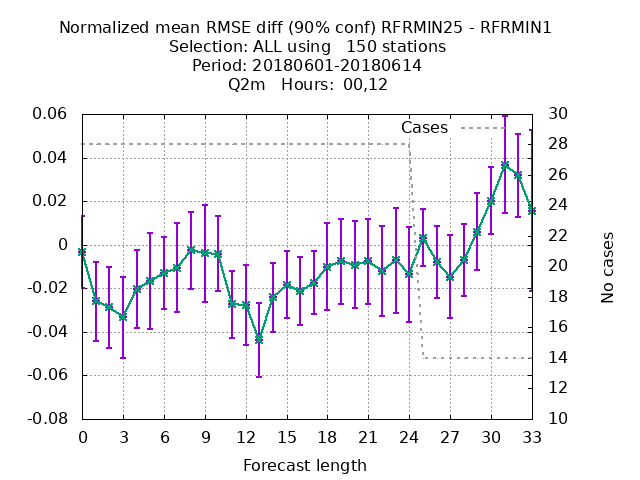 Normalized mean RMSE diff (90% conf) RFRMIN25 - RFRMIN1
Selection: ALL using   150 stations
Period: 20180601-20180614
Q2m   Hours:  00,12
Cases
0.06
0.04
0.02
0
-0.02
-0.04
-0.06
-0.08
30
28
26
24
22
20
18
16
14
12
10
No cases
0 3 6 9 12 15 18 21 24 27 30 33
Forecast length